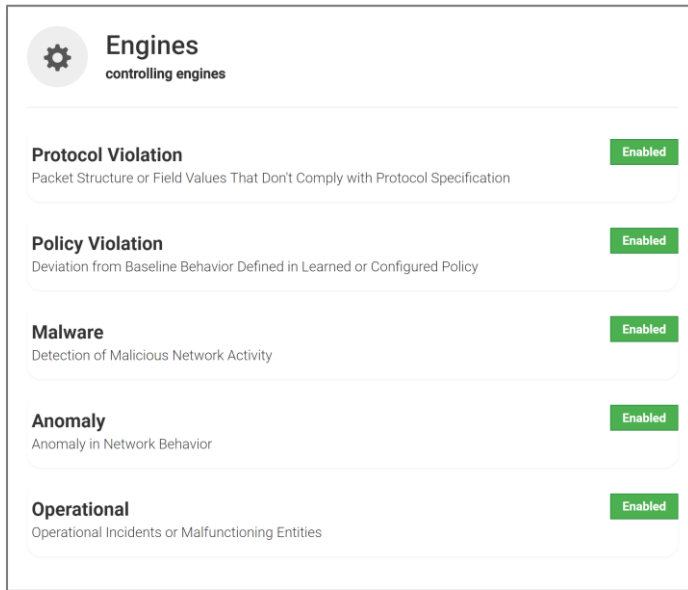 Engines
controlling engines
Protocol Violation
Enabled
Packet Structure or Field Values That Don't Comply with Protocol Specification
Policy Violation
Enabled
Deviation from Baseline Behavior Defined in Learned or Configured Policy
Malware
Enabled
Detection of Malicious Network Activity
Anomaly
Enabled
Anomaly in Network Behavior
Operational
Enabled
Operational Incidents or Malfunctioning Entities